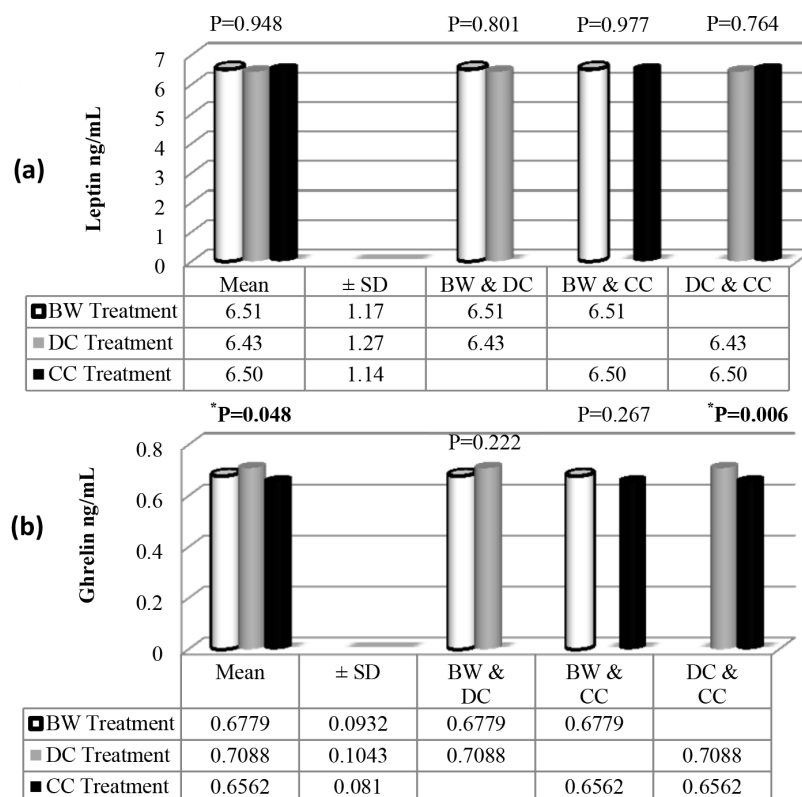 P=0.948 P=0.801 P=0.977 P=0.764
7
6
5
4
3
2
1
0
Leptin ng/mL
(a)
Mean ± SD BW & DC BW & CC DC & CC
BW Treatment 6.51 1.17 6.51 6.51
DC Treatment 6.43 1.27 6.43 6.43
CC Treatment 6.50 1.14 6.50 6.50
*P=0.048 P=0.222 P=0.267 *P=0.006
0.8
0.6
0.4
0.2
0
Ghrelin ng/mL
(b)
Mean ± SD BW & BW & DC &
DC CC CC
BW Treatment 0.6779 0.0932 0.6779 0.6779
DC Treatment 0.7088 0.1043 0.7088 0.7088
CC Treatment 0.6562 0.081 0.6562 0.6562